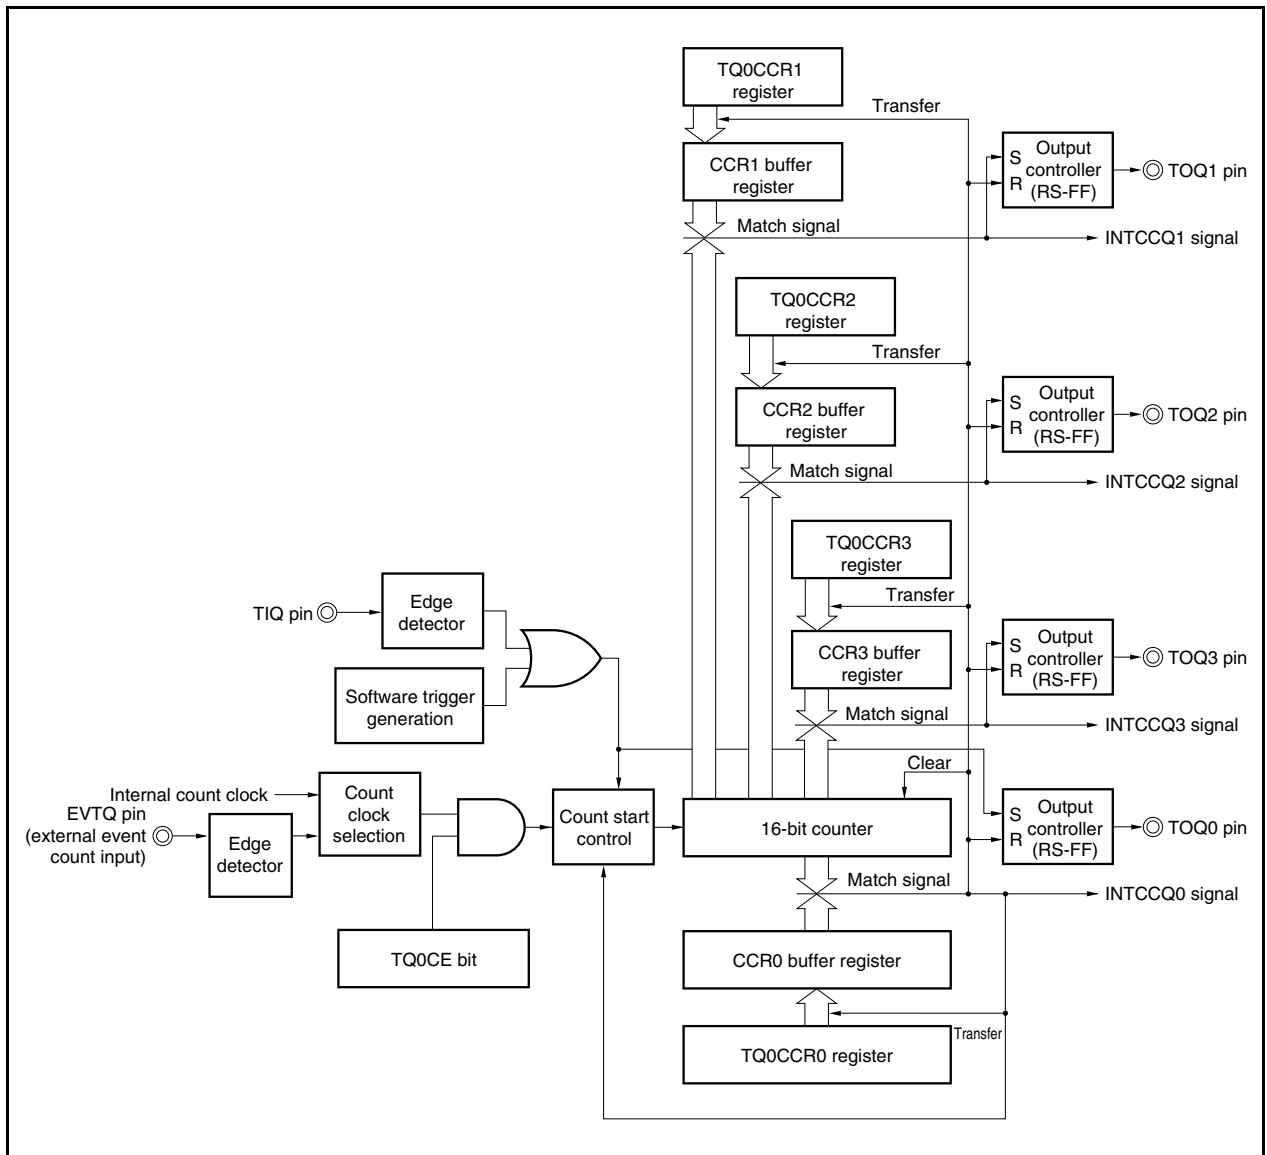 TQ0CCR1
register
Transfer
CCR1 buffer
register
S
R
Output
controller
(RS-FF)
TOQ1 pin
Match signal
INTCCQ1 signal
TQ0CCR2
register
Transfer
CCR2 buffer
register
S
R
Output
controller
(RS-FF)
TOQ2 pin
Match signal
INTCCQ2 signal
TQ0CCR3
register
Transfer
CCR3 buffer
register
S
R
Output
controller
(RS-FF)
TOQ3 pin
Match signal
INTCCQ3 signal
TIQ pin
Edge
detector
Software trigger
generation
Clear
Internal count clock
EVTQ pin
(external event
count input)
Edge
detector
Count
clock
selection
Count start
control
16-bit counter
S
R
Output
controller
(RS-FF)
TOQ0 pin
Match signal
INTCCQ0 signal
TQ0CE bit
CCR0 buffer register
Transfer
TQ0CCR0 register